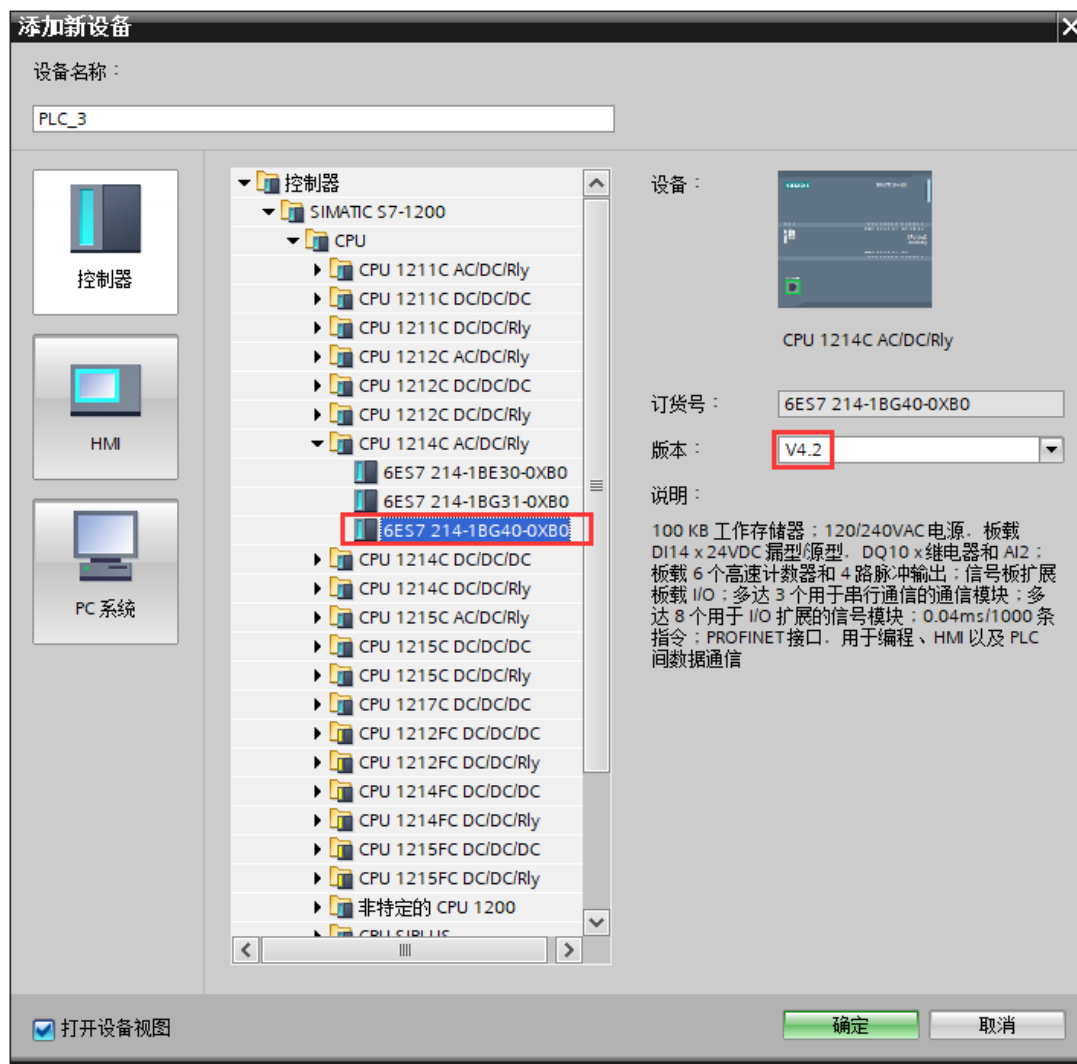 添加新设备
设备名称：
PLC_3
控制器
HMI
PC 系统
控制器
SIMATIC S7-1200
CPU
CPU 1211C AC/DC/Rly
CPU 1211C DC/DC/DC
CPU 1211C DC/DC/Rly
CPU 1212C AC/DC/Rly
CPU 1212C DC/DC/DC
CPU 1212C DC/DC/Rly
CPU 1214C AC/DC/Rly
6ES7 214-1BE30-0XB0
6ES7 214-1BG31-0XB0
6ES7 214-1BG40-0XB0
CPU 1214C DC/DC/DC
CPU 1214C DC/DC/Rly
CPU 1215C AC/DC/Rly
CPU 1215C DC/DC/DC
CPU 1215C DC/DC/Rly
CPU 1217C DC/DC/DC
CPU 1212FC DC/DC/DC
CPU 1212FC DC/DC/Rly
CPU 1214FC DC/DC/DC
CPU 1214FC DC/DC/Rly
CPU 1215FC DC/DC/DC
CPU 1215FC DC/DC/Rly
非特定的 CPU 1200
CPU SIPLUS
设备：
CPU 1214C AC/DC/Rly
订货号：
6ES7 214-1BG40-0XB0
版本：
V4.2
说明：
100 KB 工作存储器；120/240VAC 电源，板载
DI14 x 24VDC 漏型/源型，DQ10 x 继电器和 AI2；
板载 6 个高速计数器和 4 路脉冲输出；信号板扩展
板载 I/O；多达 3 个用于串行通信的通信模块；多
达 8 个用于 I/O 扩展的信号模块；0.04ms/1000 条
指令；PROFINET 接口，用于编程、HMI 以及 PLC
间数据通信
打开设备视图
确定
取消